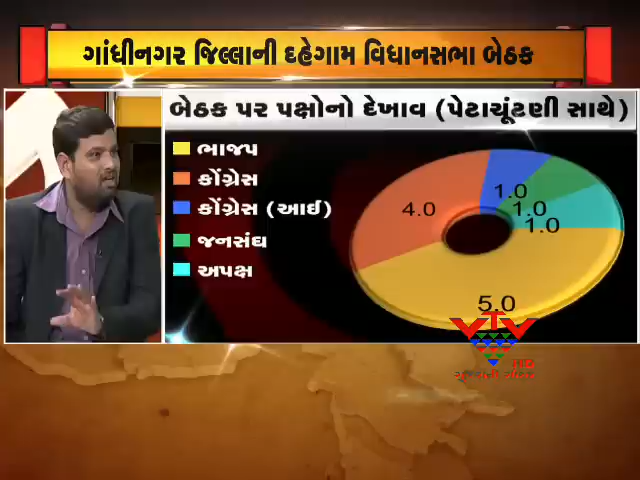 ગાંધીનગર જિલ્લાની દહેગામ વિધાનસભા બેઠક
બેઠક પર પક્ષોનો દેખાવ (પેટાચૂંટણી સાથે)
ભાજપ
કોંગ્રેસ
કોંગ્રેસ (આઈ)
જનસંઘ
અપક્ષ
1.0
4.0
1.0
1.0
5.0
VTV